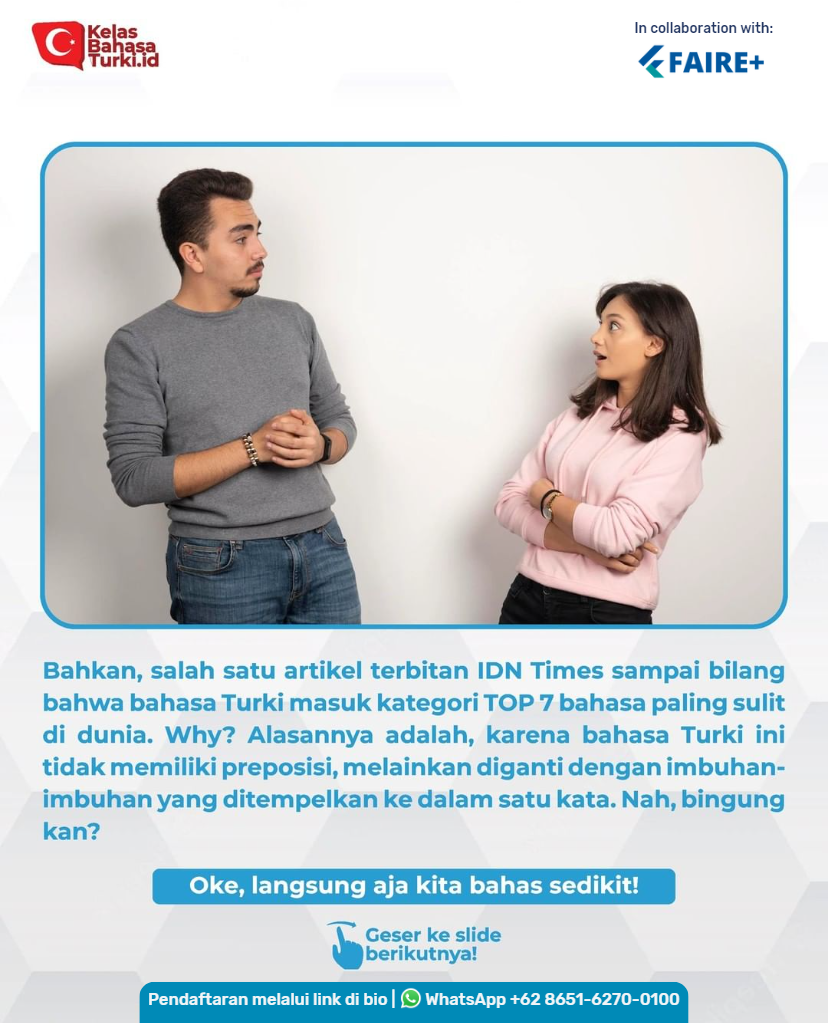 Kelas
Bahasa
Turki.id
In collaboration with:
FAIRE+
Bahkan, salah satu artikel terbitan IDN Times sampai bilang
bahwa bahasa Turki masuk kategori TOP 7 bahasa paling sulit
di dunia. Why? Alasannya adalah, karena bahasa Turki ini
tidak memiliki preposisi, melainkan diganti dengan imbuhan-
imbuhan yang ditempelkan ke dalam satu kata. Nah, bingung
kan?
Oke, langsung aja kita bahas sedikit!
Geser ke slide
berikutnya!
Pendaftaran melalui link di bio | WhatsApp +62 8651-6270-0100